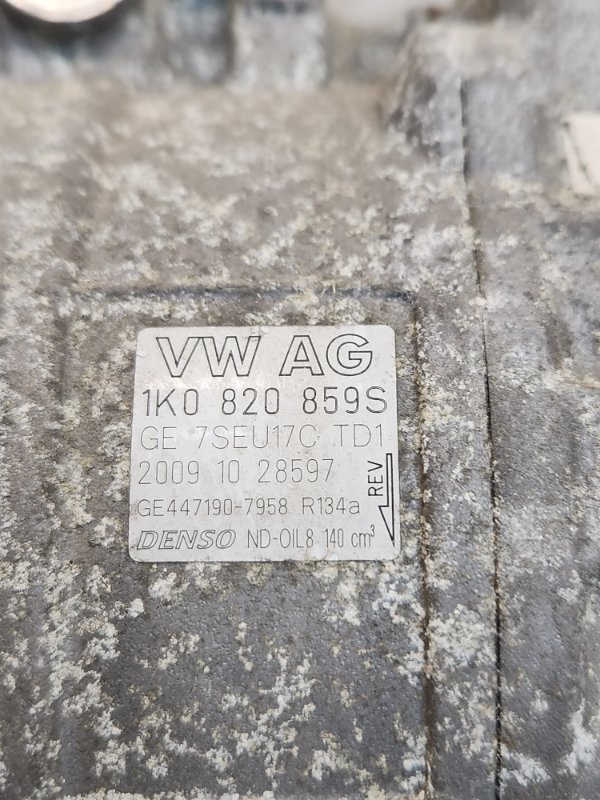 VW AG
1K0 820 859S
GE 7SEU17C TD1
2009 10 28597
REV
GE447190-7958 R134a
DENSO ND-OIL8 140 cm³